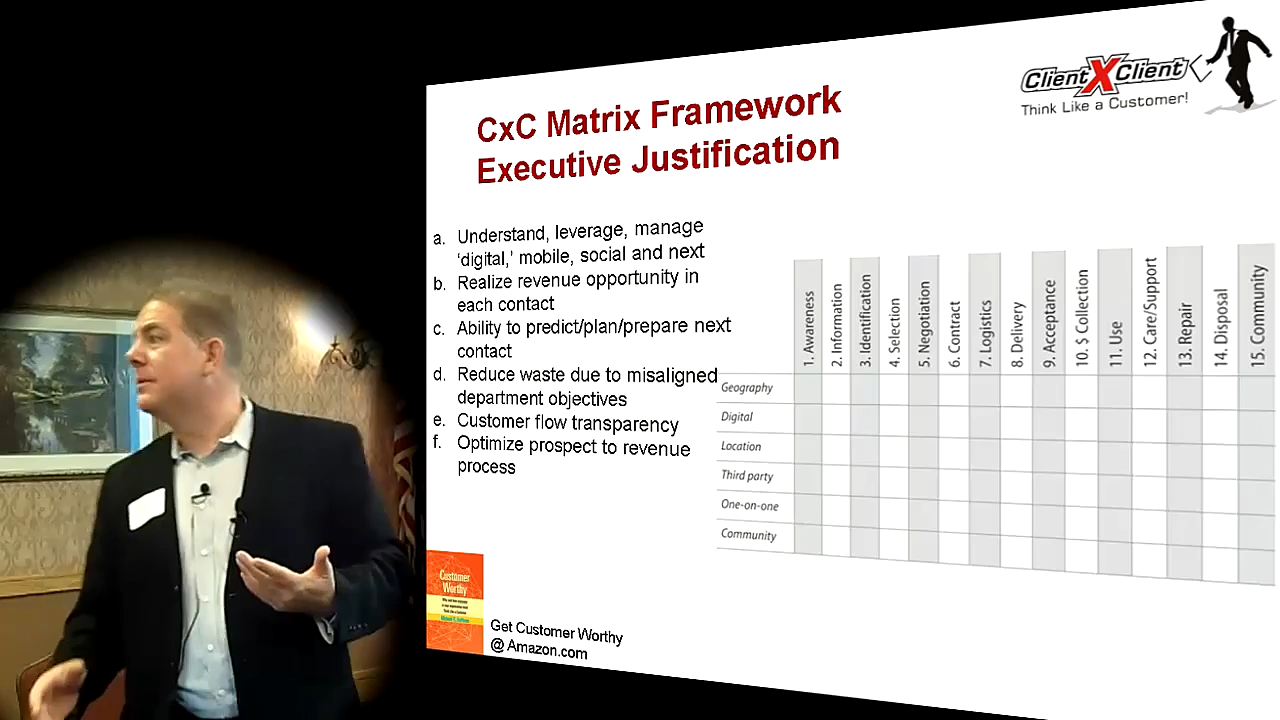 ClientXClient
Think Like a Customer!
CxC Matrix Framework
Executive Justification
a. Understand, leverage, manage
‘digital,’ mobile, social and next
b. Realize revenue opportunity in
each contact
c. Ability to predict/plan/prepare next
contact
d. Reduce waste due to misaligned
department objectives
e. Customer flow transparency
f. Optimize prospect to revenue
process
1. Awareness
2. Information
3. Identification
4. Selection
5. Negotiation
6. Contract
7. Logistics
8. Delivery
9. Acceptance
10. $ Collection
11. Use
12. Care/Support
13. Repair
14. Disposal
15. Community
Geography
Digital
Location
Third party
One-on-one
Community
Customer
Worthy
Get Customer Worthy
@ Amazon.com